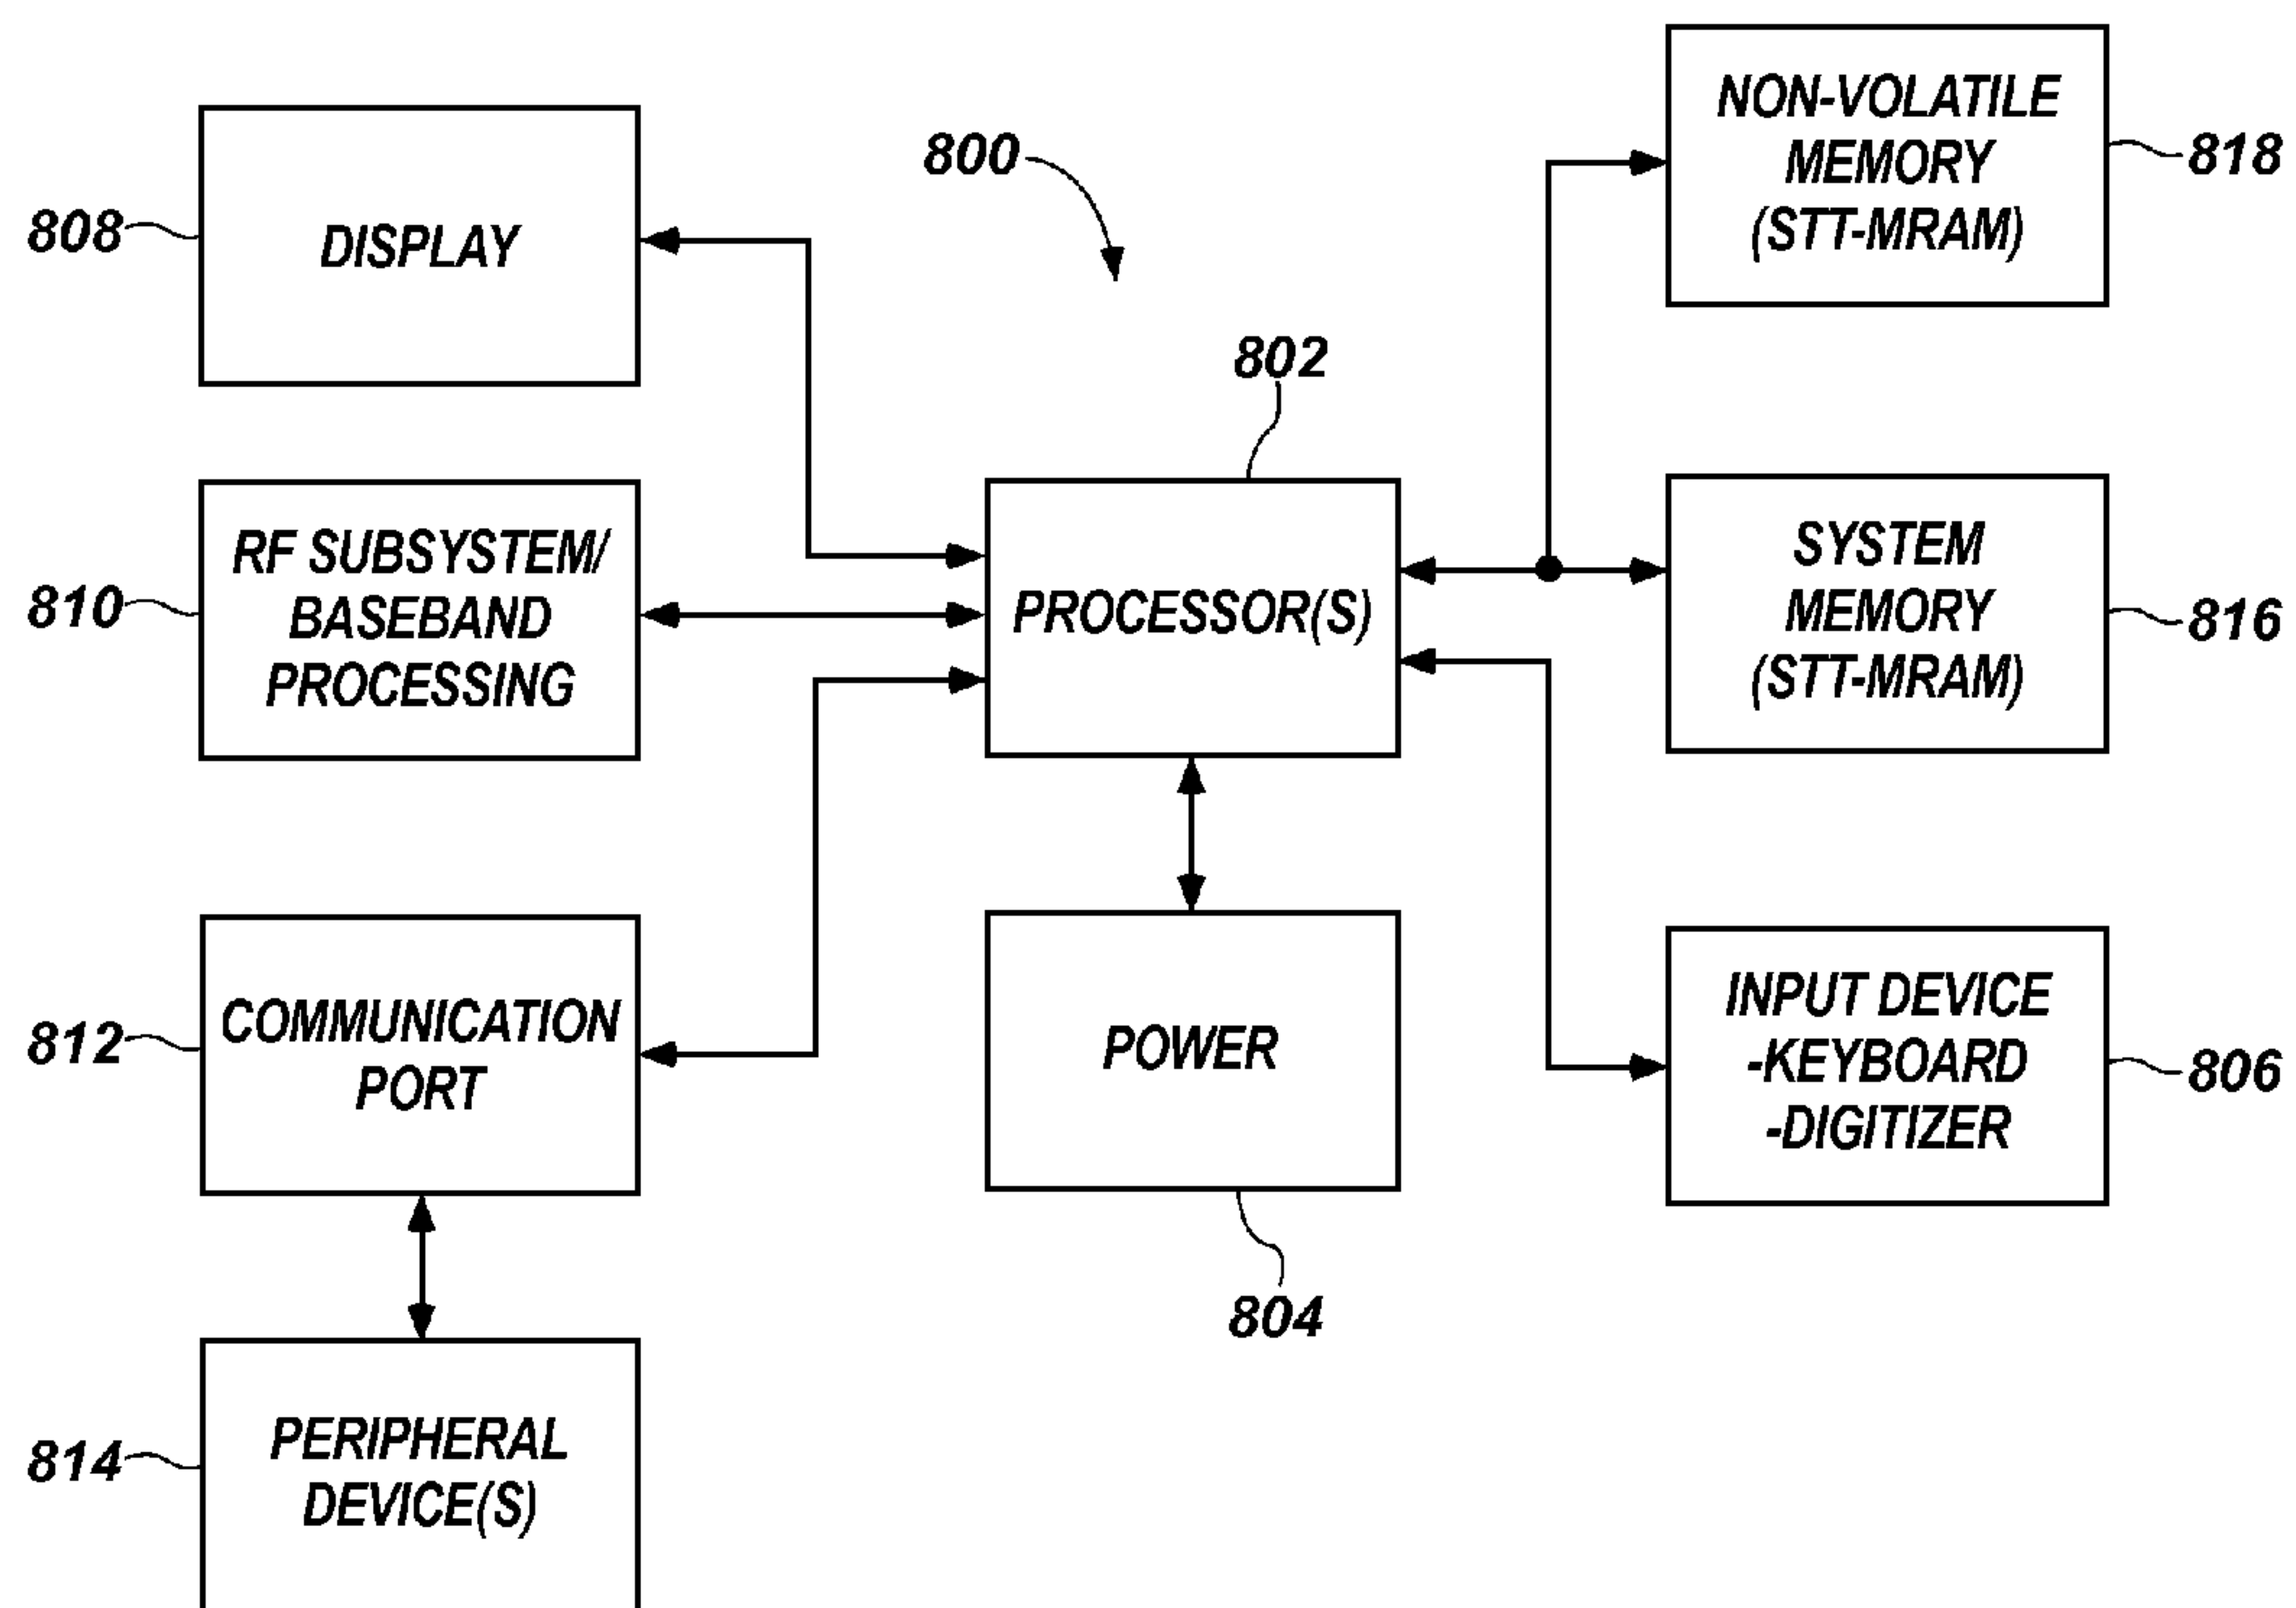 800
808
DISPLAY
NON-VOLATILE
MEMORY
(STT-MRAM)
818
802
810
RF SUBSYSTEM/
BASEBAND
PROCESSING
PROCESSOR(S)
SYSTEM
MEMORY
(STT-MRAM)
816
812
COMMUNICATION
PORT
POWER
804
INPUT DEVICE
-KEYBOARD
-DIGITIZER
806
814
PERIPHERAL
DEVICE(S)